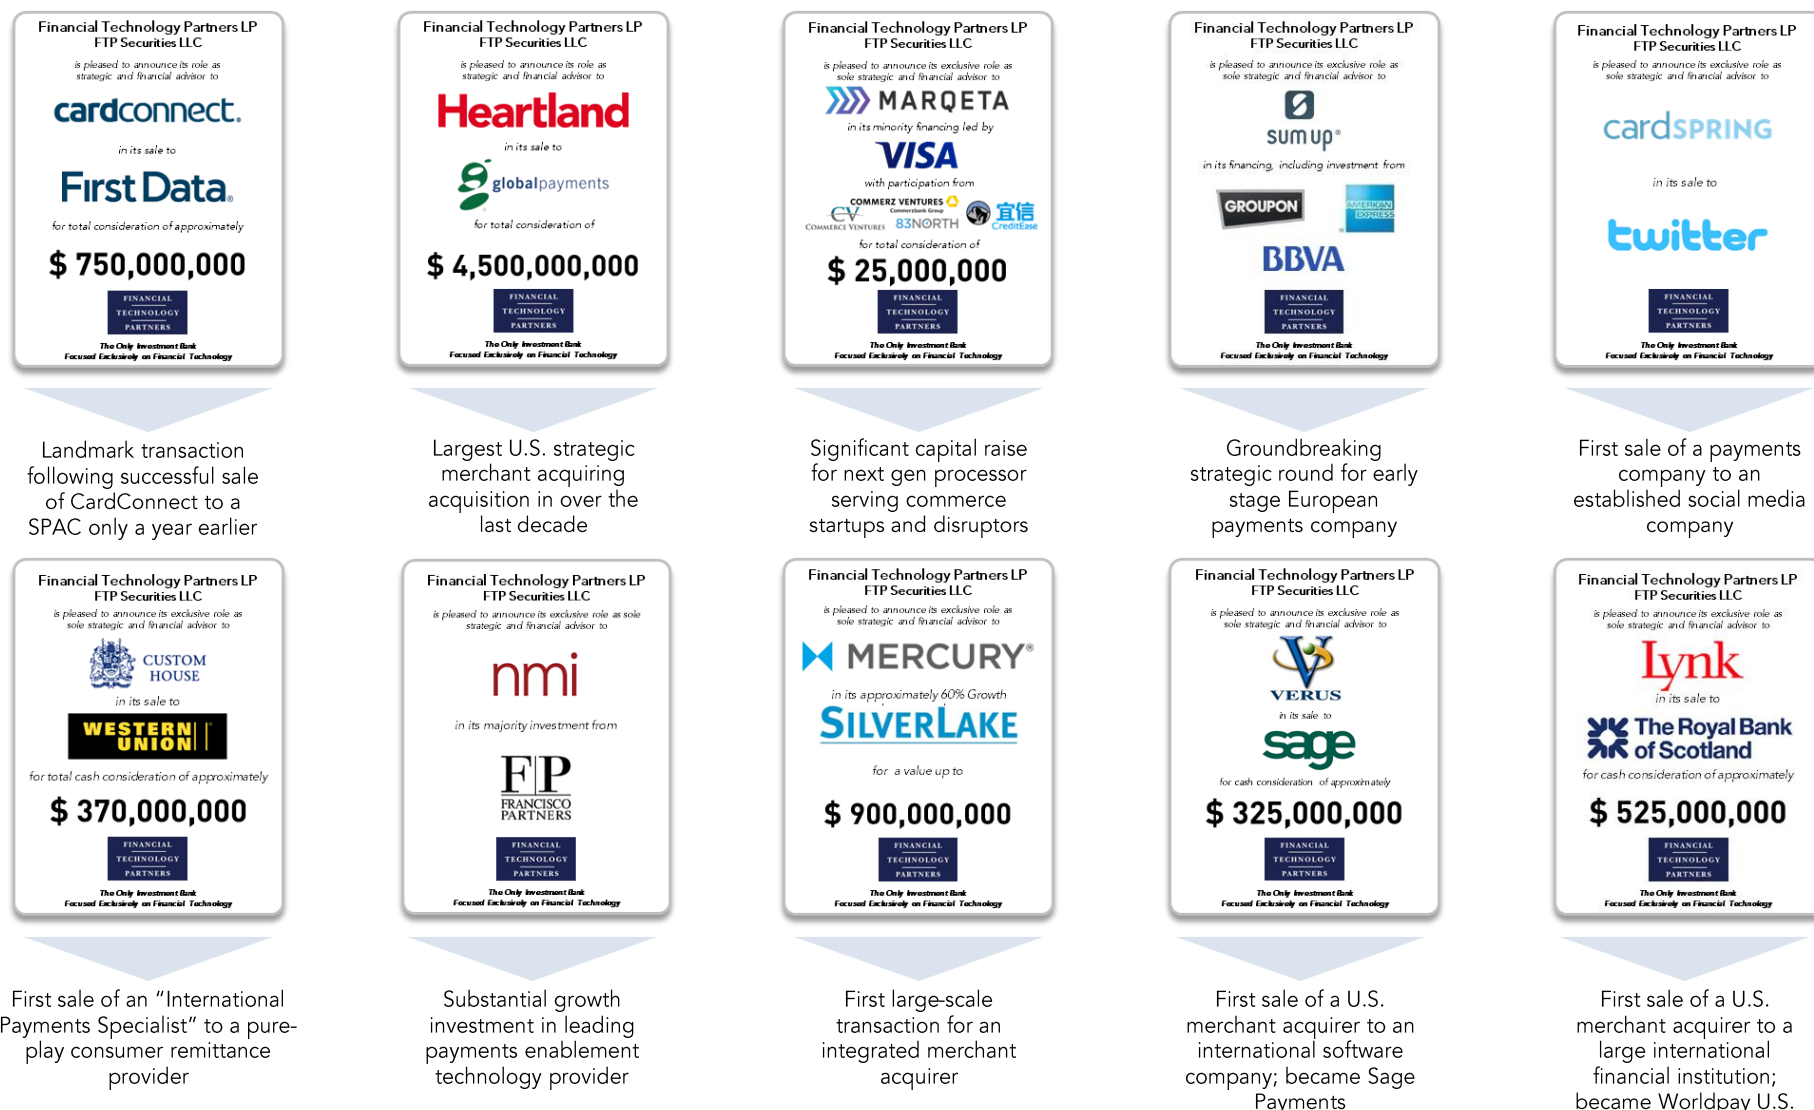 Financial Technology Partners LP
FTP Securities LLC
is pleased to announce its role as
strategic and financial advisor to
cardconnect.
in its sale to
First Data®
for total consideration of approximately
$ 750,000,000
FINANCIAL
TECHNOLOGY
PARTNERS
The Only Investment Bank
Focused Exclusively on Financial Technology
Landmark transaction
following successful sale
of CardConnect to a
SPAC only a year earlier
Financial Technology Partners LP
FTP Securities LLC
is pleased to announce its role as
strategic and financial advisor to
Heartland
in its sale to
globalpayments
for total consideration of
$ 4,500,000,000
FINANCIAL
TECHNOLOGY
PARTNERS
The Only Investment Bank
Focused Exclusively on Financial Technology
Largest U.S. strategic
merchant acquiring
acquisition in over the
last decade
Financial Technology Partners LP
FTP Securities LLC
is pleased to announce its exclusive role as
sole strategic and financial advisor to
MARQETA
in its minority financing led by
VISA
with participation from
COMMERZ VENTURES
Commerzbank Group
CV
COMMERCE VENTURES
83NORTH
宜信
CreditEase
for total consideration of
$ 25,000,000
FINANCIAL
TECHNOLOGY
PARTNERS
The Only Investment Bank
Focused Exclusively on Financial Technology
Significant capital raise
for next gen processor
serving commerce
startups and disruptors
Financial Technology Partners LP
FTP Securities LLC
is pleased to announce its exclusive role as
sole strategic and financial advisor to
sumup®
in its financing, including investment from
GROUPON
AMERICAN
EXPRESS
BBVA
FINANCIAL
TECHNOLOGY
PARTNERS
The Only Investment Bank
Focused Exclusively on Financial Technology
Groundbreaking
strategic round for early
stage European
payments company
Financial Technology Partners LP
FTP Securities LLC
is pleased to announce its exclusive role as
sole strategic and financial advisor to
cardSPRING
in its sale to
twitter
FINANCIAL
TECHNOLOGY
PARTNERS
The Only Investment Bank
Focused Exclusively on Financial Technology
First sale of a payments
company to an
established social media
company
Financial Technology Partners LP
FTP Securities LLC
is pleased to announce its exclusive role as
sole strategic and financial advisor to
CUSTOM
HOUSE
in its sale to
WESTERN
UNION
for total cash consideration of approximately
$ 370,000,000
FINANCIAL
TECHNOLOGY
PARTNERS
The Only Investment Bank
Focused Exclusively on Financial Technology
First sale of an “International
Payments Specialist” to a pure-
play consumer remittance
provider
Financial Technology Partners LP
FTP Securities LLC
is pleased to announce its exclusive role as sole
strategic and financial advisor to
nmi
in its majority investment from
F|P
FRANCISCO
PARTNERS
FINANCIAL
TECHNOLOGY
PARTNERS
The Only Investment Bank
Focused Exclusively on Financial Technology
Substantial growth
investment in leading
payments enablement
technology provider
Financial Technology Partners LP
FTP Securities LLC
is pleased to announce its exclusive role as
sole strategic and financial advisor to
MERCURY®
in its approximately 60% Growth
SILVERLAKE
for a value up to
$ 900,000,000
FINANCIAL
TECHNOLOGY
PARTNERS
The Only Investment Bank
Focused Exclusively on Financial Technology
First large-scale
transaction for an
integrated merchant
acquirer
Financial Technology Partners LP
FTP Securities LLC
is pleased to announce its exclusive role as
sole strategic and financial advisor to
VERUS
in its sale to
sage
for cash consideration of approximately
$ 325,000,000
FINANCIAL
TECHNOLOGY
PARTNERS
The Only Investment Bank
Focused Exclusively on Financial Technology
First sale of a U.S.
merchant acquirer to an
international software
company; became Sage
Payments
Financial Technology Partners LP
FTP Securities LLC
is pleased to announce its exclusive role as
sole strategic and financial advisor to
Lynk
in its sale to
The Royal Bank
of Scotland
for cash consideration of approximately
$ 525,000,000
FINANCIAL
TECHNOLOGY
PARTNERS
The Only Investment Bank
Focused Exclusively on Financial Technology
First sale of a U.S.
merchant acquirer to a
large international
financial institution;
became Worldpay U.S.